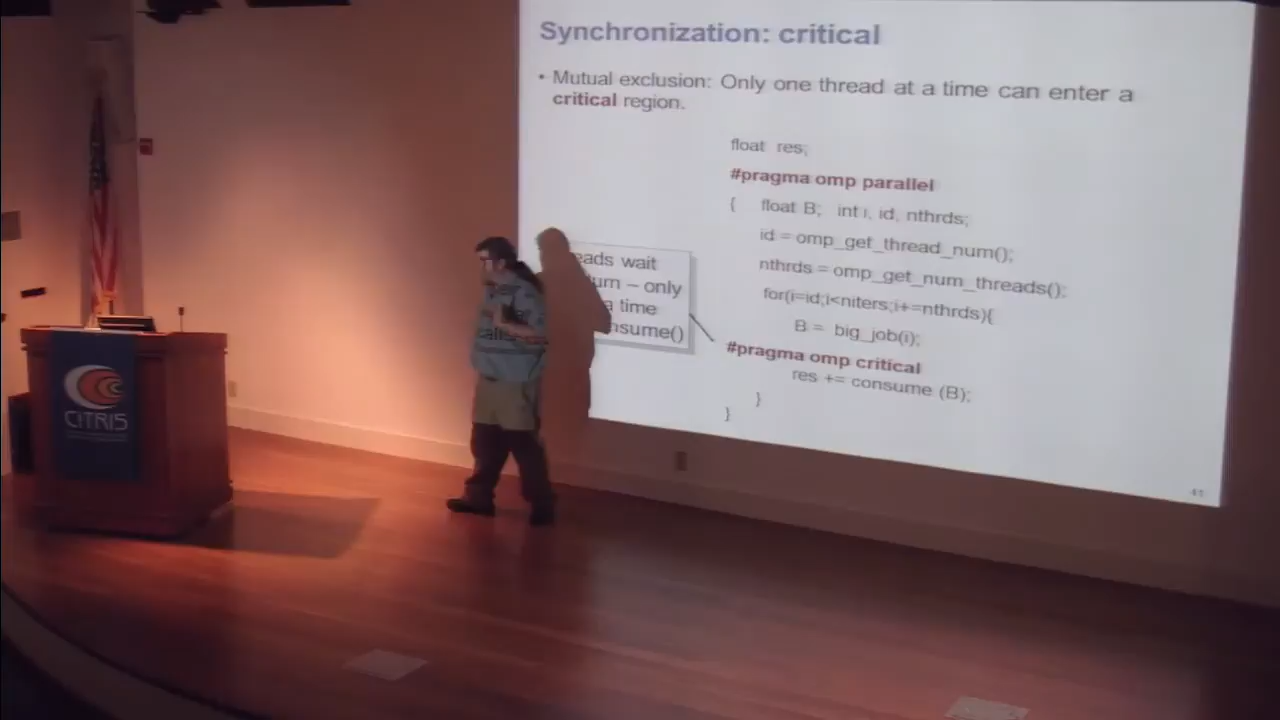 Synchronization: critical
• Mutual exclusion: Only one thread at a time can enter a
critical region.
float res;
#pragma omp parallel
{ float B; int i, id, nthrds;
id = omp_get_thread_num();
nthrds = omp_get_num_threads();
for(i=id;i<niters;i+=nthrds){
B = big_job(i);
#pragma omp critical
res += consume (B);
}
}
wait
– only
time
41
CITRIS